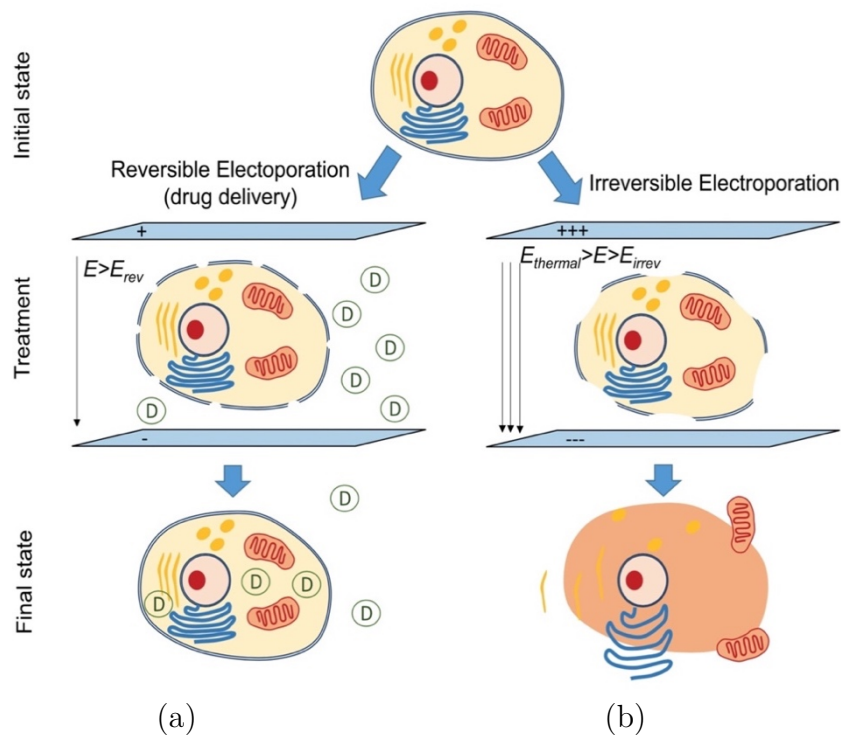 Initial state
Reversible Electoporation
(drug delivery)
Irreversible Electroporation
+
+++
Treatment
E>E_rev
E_thermal>E>E_irrev
D
D
D
D
D
D
-
---
Final state
D
D
D
D
D
(a)
(b)